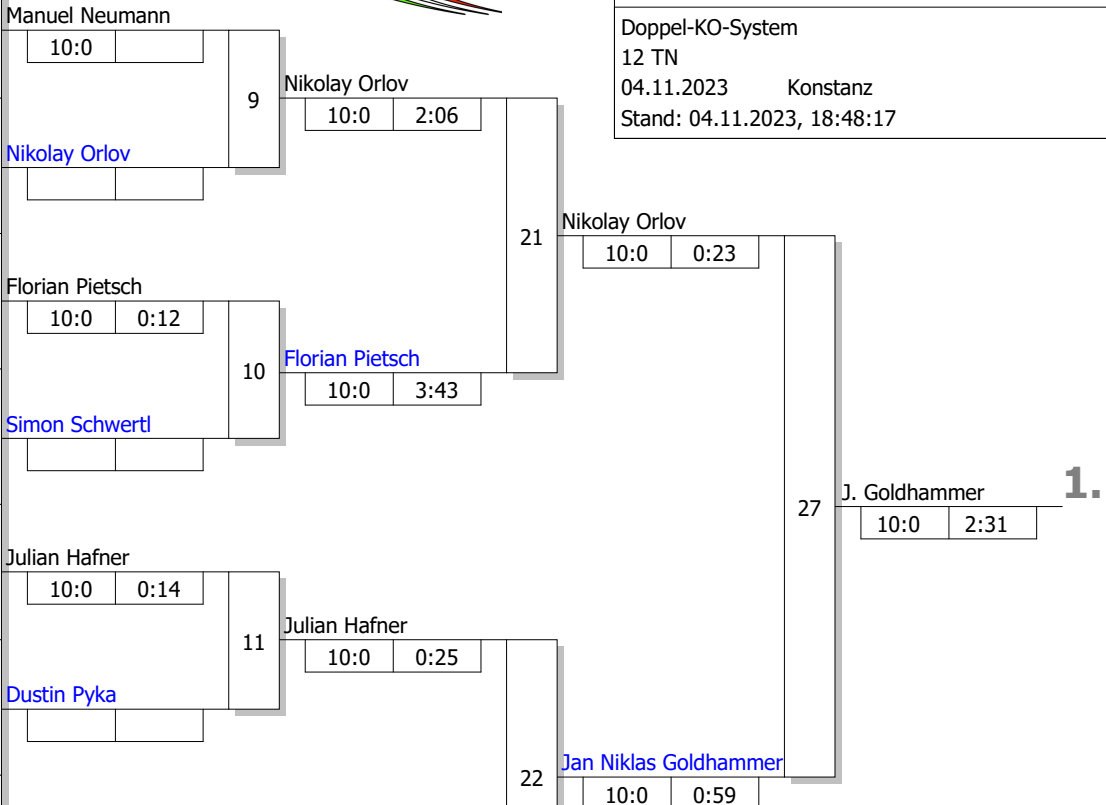 Manuel Neumann
10:0
Doppel-KO-System
12 TN
04.11.2023 Konstanz
Stand: 04.11.2023, 18:48:17
9
Nikolay Orlov
10:0 2:06
Nikolay Orlov
21
Nikolay Orlov
10:0 0:23
Florian Pietsch
10:0 0:12
10
Florian Pietsch
10:0 3:43
Simon Schwertl
27
J. Goldhammer
10:0 2:31
1.
Julian Hafner
10:0 0:14
11
Julian Hafner
10:0 0:25
Dustin Pyka
22
Jan Niklas Goldhammer
10:0 0:59